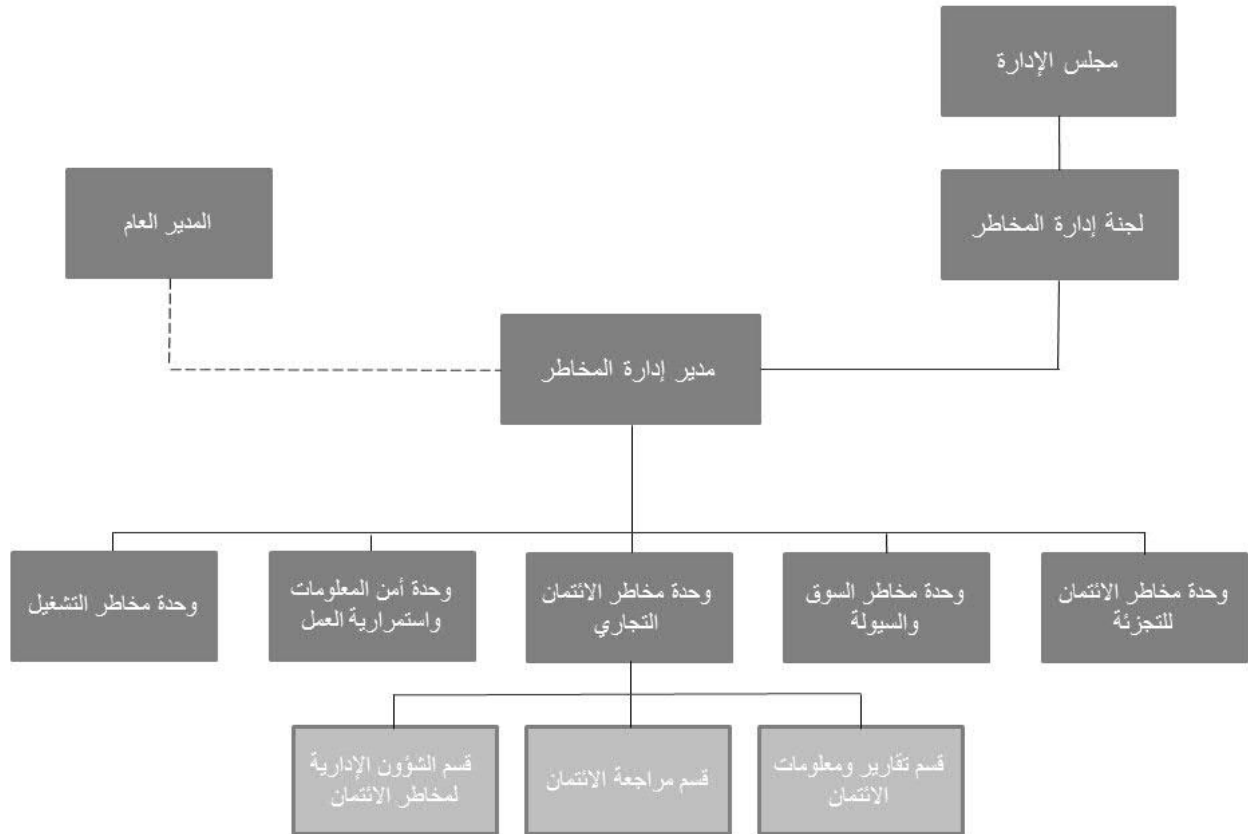 مجلس الإدارة
لجنة إدارة المخاطر
المدير العام
مدير إدارة المخاطر
وحدة مخاطر الائتمان
للتجزئة
وحدة مخاطر السوق
والسيولة
وحدة مخاطر الائتمان
التجاري
وحدة أمن المعلومات
واستمرارية العمل
وحدة مخاطر التشغيل
قسم تقارير ومعلومات
الائتمان
قسم مراجعة الائتمان
قسم الشؤون الإدارية
لمخاطر الائتمان